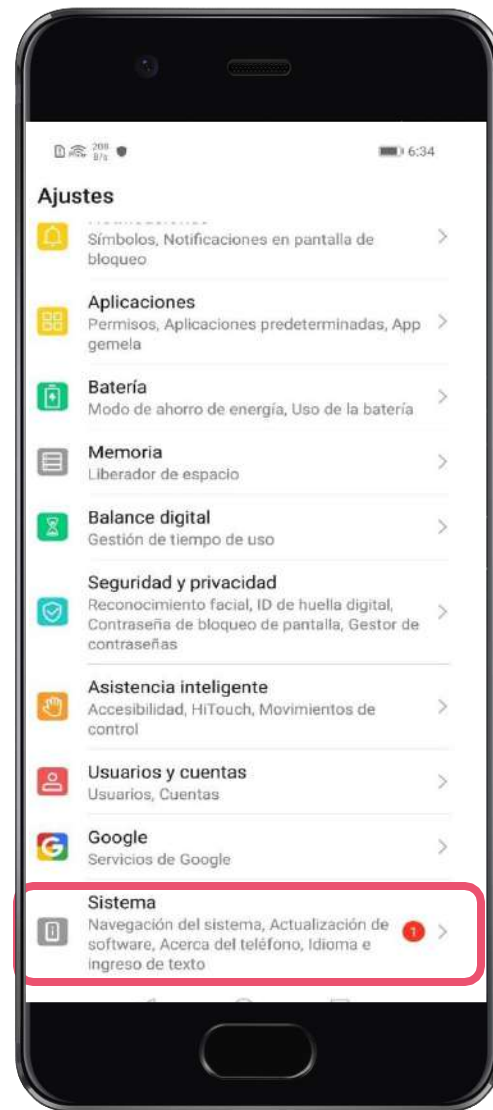 208
B/s
6:34
Ajustes
Símbolos, Notificaciones en pantalla de
bloqueo
Aplicaciones
Permisos, Aplicaciones predeterminadas, App
gemela
Batería
Modo de ahorro de energía, Uso de la batería
Memoria
Liberador de espacio
Balance digital
Gestión de tiempo de uso
Seguridad y privacidad
Reconocimiento facial, ID de huella digital,
Contraseña de bloqueo de pantalla, Gestor de
contraseñas
Asistencia inteligente
Accesibilidad, HiTouch, Movimientos de
control
Usuarios y cuentas
Usuarios, Cuentas
Google
Servicios de Google
Sistema
Navegación del sistema, Actualización de
software, Acerca del teléfono, Idioma e
ingreso de texto
1